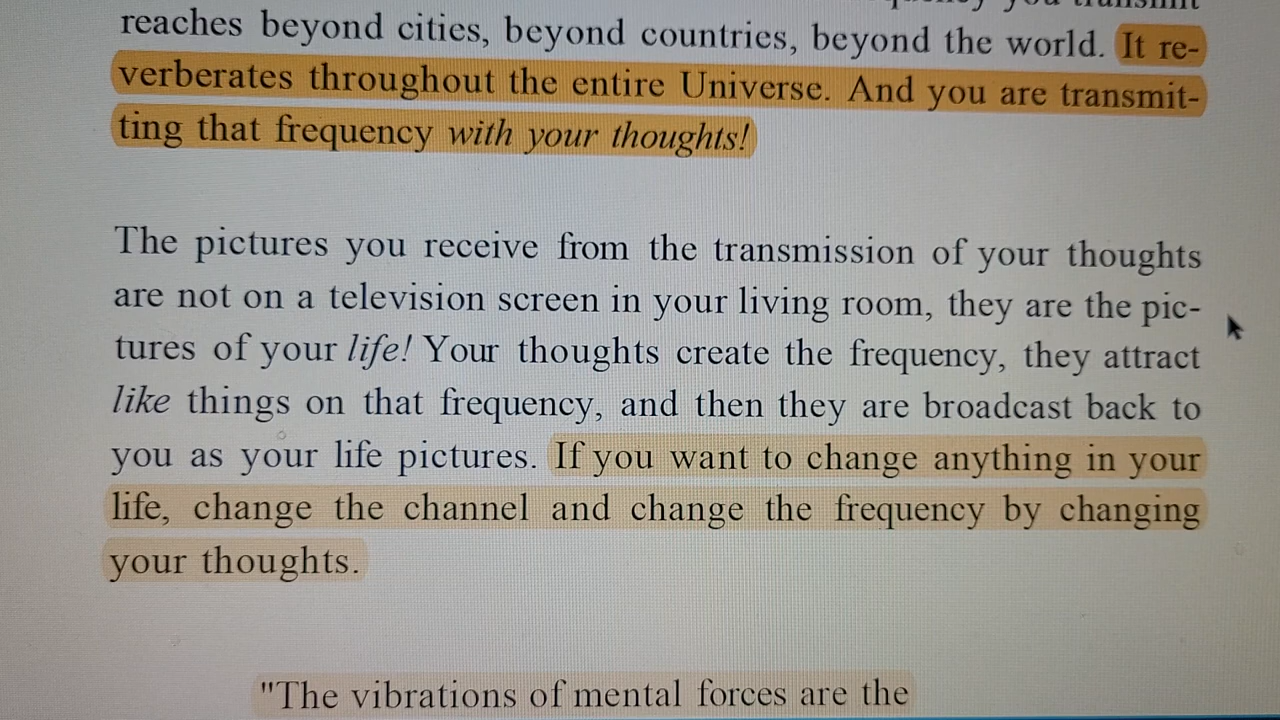 reaches beyond cities, beyond countries, beyond the world. It re-
verberates throughout the entire Universe. And you are transmit-
ting that frequency with your thoughts!
The pictures you receive from the transmission of your thoughts
are not on a television screen in your living room, they are the pic-
tures of your life! Your thoughts create the frequency, they attract
like things on that frequency, and then they are broadcast back to
you as your life pictures. If you want to change anything in your
life, change the channel and change the frequency by changing
your thoughts.
"The vibrations of mental forces are the